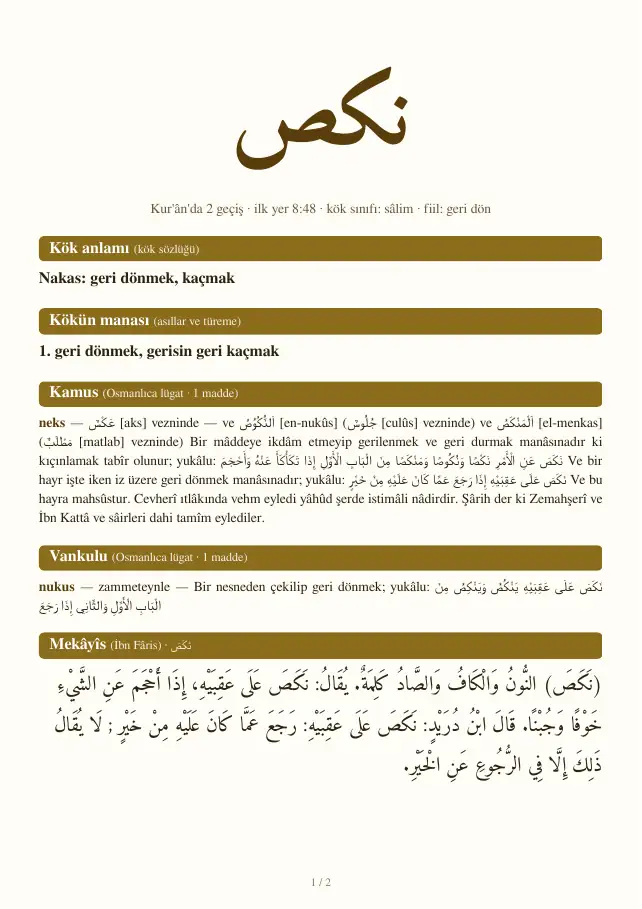 نكص
Kur'ân'da 2 geçiş · ilk yer 8:48 · kök sınıfı: sâlim · fiil: geri dön
Kök anlamı (kök sözlüğü)
Nakas: geri dönmek, kaçmak
Kökün manası (asıllar ve türeme)
1. geri dönmek, gerisin geri kaçmak
Kamus (Osmanlıca lügat · 1 madde)
neks — عَكْسٌ [aks] vezninde — ve اَلنُّكُوُصُ [en-nukûs] (جُلُوسٌ [culûs] vezninde) ve اَلْمَنْكَصُ [el-menkas]
(مَطْلَبٌ [matlab] vezninde) Bir mâddeye ikdâm etmeyip gerilenmek ve geri durmak manâsınadır ki
kıçınlamak tabîr olunur; yukâlu: نَكَصَ عَنِ الْأَمْرِ نَكْصًا وَنُكُوصًا وَمَنْكَصًا مِنَ الْبَابِ الْأَوَّلِ إِذَا تَكَأْكَأَ عَنْهُ وَأَحْجَمَ Ve bir
hayr işte iken iz üzere geri dönmek manâsınadır; yukâlu: نَكَصَ عَلَى عَقِبَيْهِ إِذَا رَجَعَ عَمَّا كَانَ عَلَيْهِ مِنْ خَيْرٍ Ve bu
hayra mahsûstur. Cevherî ıtlâkında vehm eyledi yâhûd şerde istimâli nâdirdir. Şârih der ki Zemahşerî ve
İbn Kattâ ve sâirleri dahi tamîm eylediler.
Vankulu (Osmanlıca lügat · 1 madde)
nukus — zammeteynle — Bir nesneden çekilip geri dönmek; yukâlu: نَكَصَ عَلَى عَقِبَيْهِ يَنْكُصُ وَيَنْكِصُ مِنَ
الْبَابِ الْأَوَّلِ وَالثَّانِي إِذَا رَجَعَ
Mekâyîs (İbn Fâris) · نكص
(نَكَصَ) النُّونُ وَالْكَافُ وَالصَّادُ كَلِمَةٌ. يُقَالُ: نَكَصَ عَلَى عَقِبَيْهِ، إِذَا أَحْجَمَ عَنِ الشَّيْءِ
خَوْفًا وَجُبْنًا. قَالَ ابْنُ دُرَيْدٍ: نَكَصَ عَلَى عَقِبَيْهِ: رَجَعَ عَمَّا كَانَ عَلَيْهِ مِنْ خَيْرٍ ; لَا يُقَالُ
ذَلِكَ إِلَّا فِي الرُّجُوعِ عَنِ الْخَيْرِ.
1 / 2